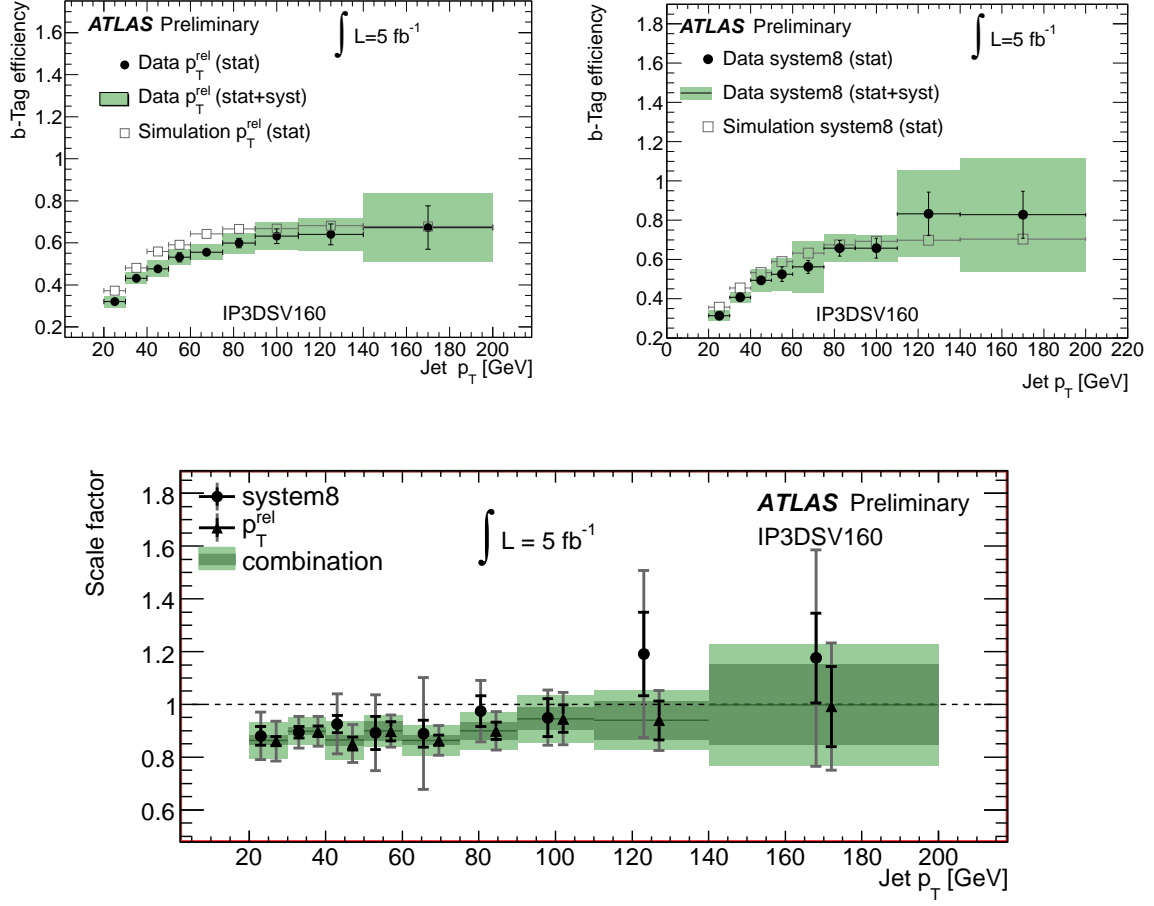 b-Tag efficiency
ATLAS Preliminary
∫ L=5 fb⁻¹
Data p_T^rel (stat)
Data p_T^rel (stat+syst)
Simulation p_T^rel (stat)
IP3DSV160
1.6
1.4
1.2
1
0.8
0.6
0.4
0.2
20 40 60 80 100 120 140 160 180 200
Jet p_T [GeV]
b-Tag efficiency
ATLAS Preliminary
∫ L=5 fb⁻¹
Data system8 (stat)
Data system8 (stat+syst)
Simulation system8 (stat)
IP3DSV160
1.8
1.6
1.4
1.2
1
0.8
0.6
0.4
0.2
0 20 40 60 80 100 120 140 160 180 200 220
Jet p_T [GeV]
Scale factor
system8
p_T^rel
combination
∫ L = 5 fb⁻¹
ATLAS Preliminary
IP3DSV160
1.8
1.6
1.4
1.2
1
0.8
0.6
20 40 60 80 100 120 140 160 180 200
Jet p_T [GeV]